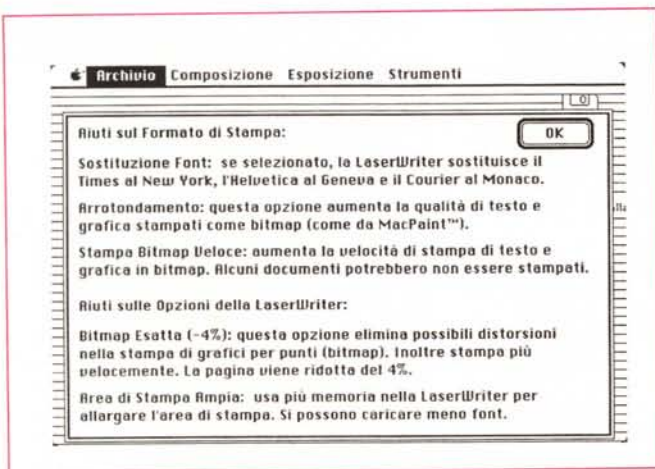 Archivio Composizione Esposizione Strumenti
Aiuti sul Formato di Stampa:
OK
Sostituzione Font: se selezionato, la LaserWriter sostituisce il
Times al New York, l'Helvetica al Geneva e il Courier al Monaco.
Arrotondamento: questa opzione aumenta la qualità di testo e
grafica stampati come bitmap (come da MacPaint™).
Stampa Bitmap Veloce: aumenta la velocità di stampa di testo e
grafica in bitmap. Alcuni documenti potrebbero non essere stampati.
Aiuti sulle Opzioni della LaserWriter:
Bitmap Esatta (-4%): questa opzione elimina possibili distorsioni
nella stampa di grafici per punti (bitmap). Inoltre stampa più
velocemente. La pagina viene ridotta del 4%.
Area di Stampa Ampia: usa più memoria nella LaserWriter per
allargare l'area di stampa. Si possono caricare meno font.